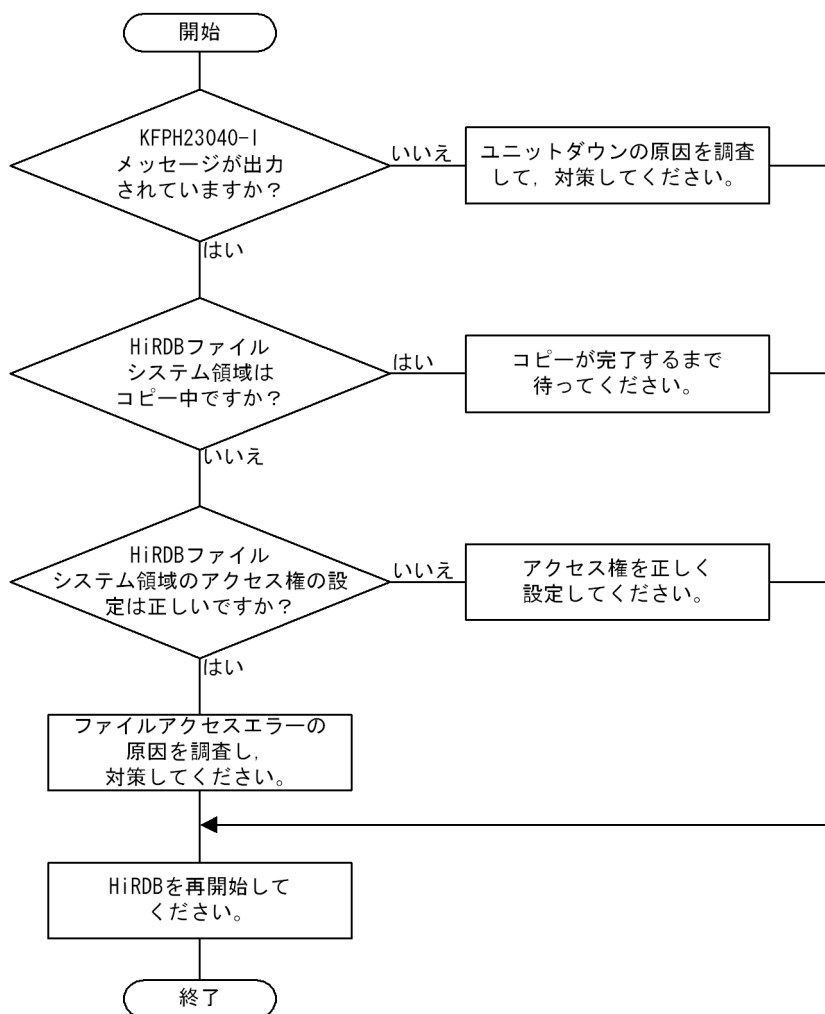 開始
KFPH23040-I
メッセージが出力
されていますか？
いいえ
ユニットダウンの原因を調査
して，対策してください。
はい
HiRDBファイル
システム領域は
コピー中ですか？
はい
コピーが完了するまで
待ってください。
いいえ
HiRDBファイル
システム領域のアクセス権の設
定は正しいですか？
いいえ
アクセス権を正しく
設定してください。
はい
ファイルアクセスエラーの
原因を調査し，
対策してください。
HiRDBを再開始して
ください。
終了